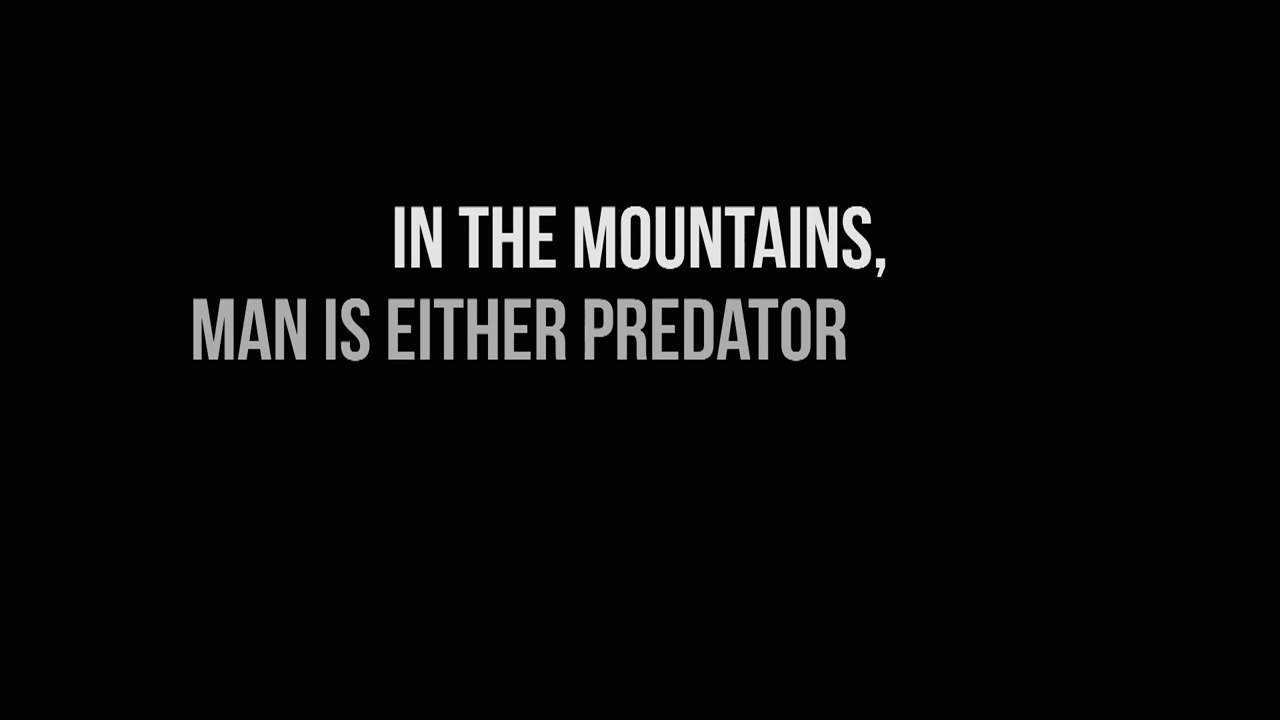 IN THE MOUNTAINS,
MAN IS EITHER PREDATOR